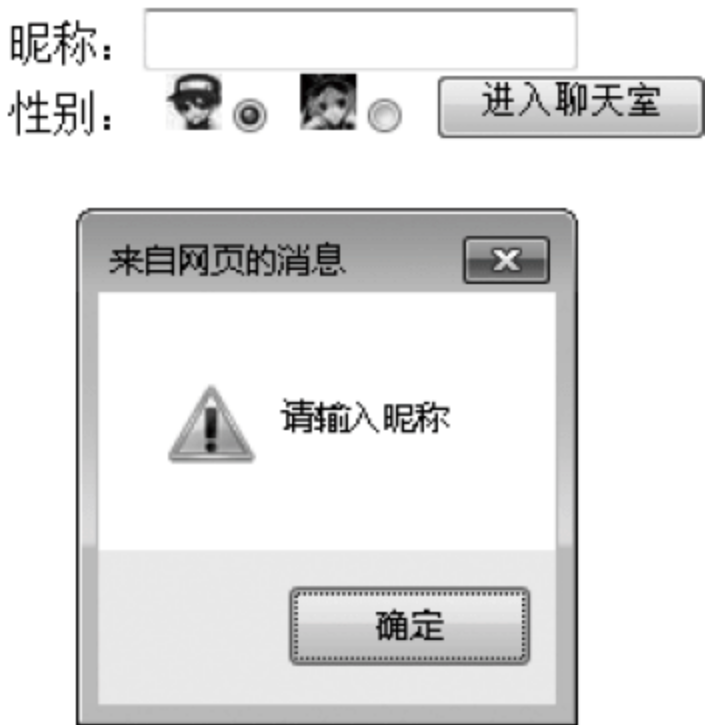 昵称：
性别： 进入聊天室
来自网页的消息
请输入昵称
确定